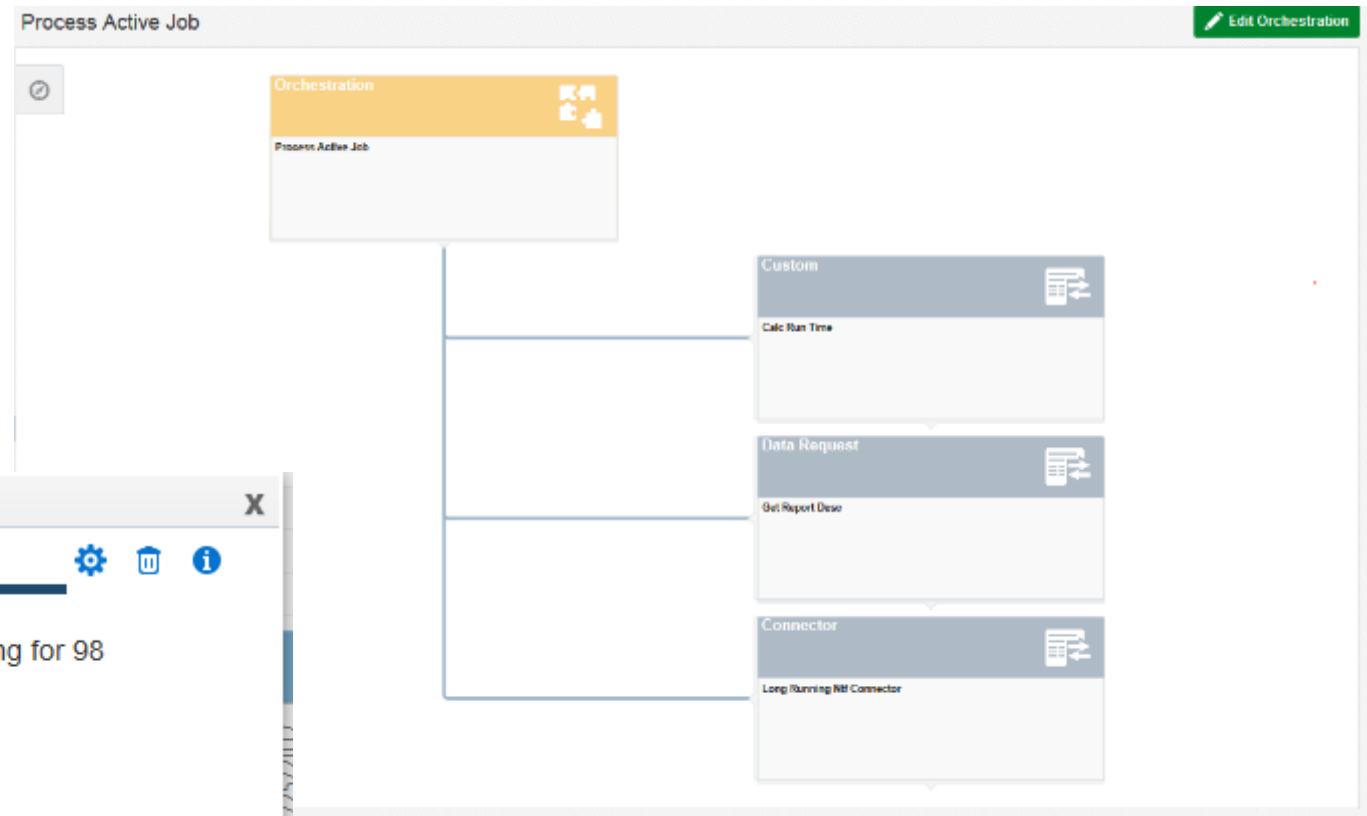 Process Active Job
Edit Orchestration
Orchestration
Process Active Job
Custom
Calc Run Time
Data Request
Get Report Desc
X
ng for 98
Connector
Long Running Ntf Connector